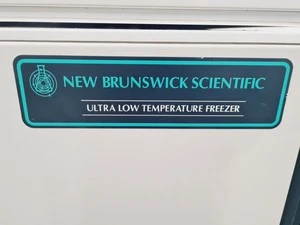 NEW BRUNSWICK SCIENTIFIC
ULTRA LOW TEMPERATURE FREEZER